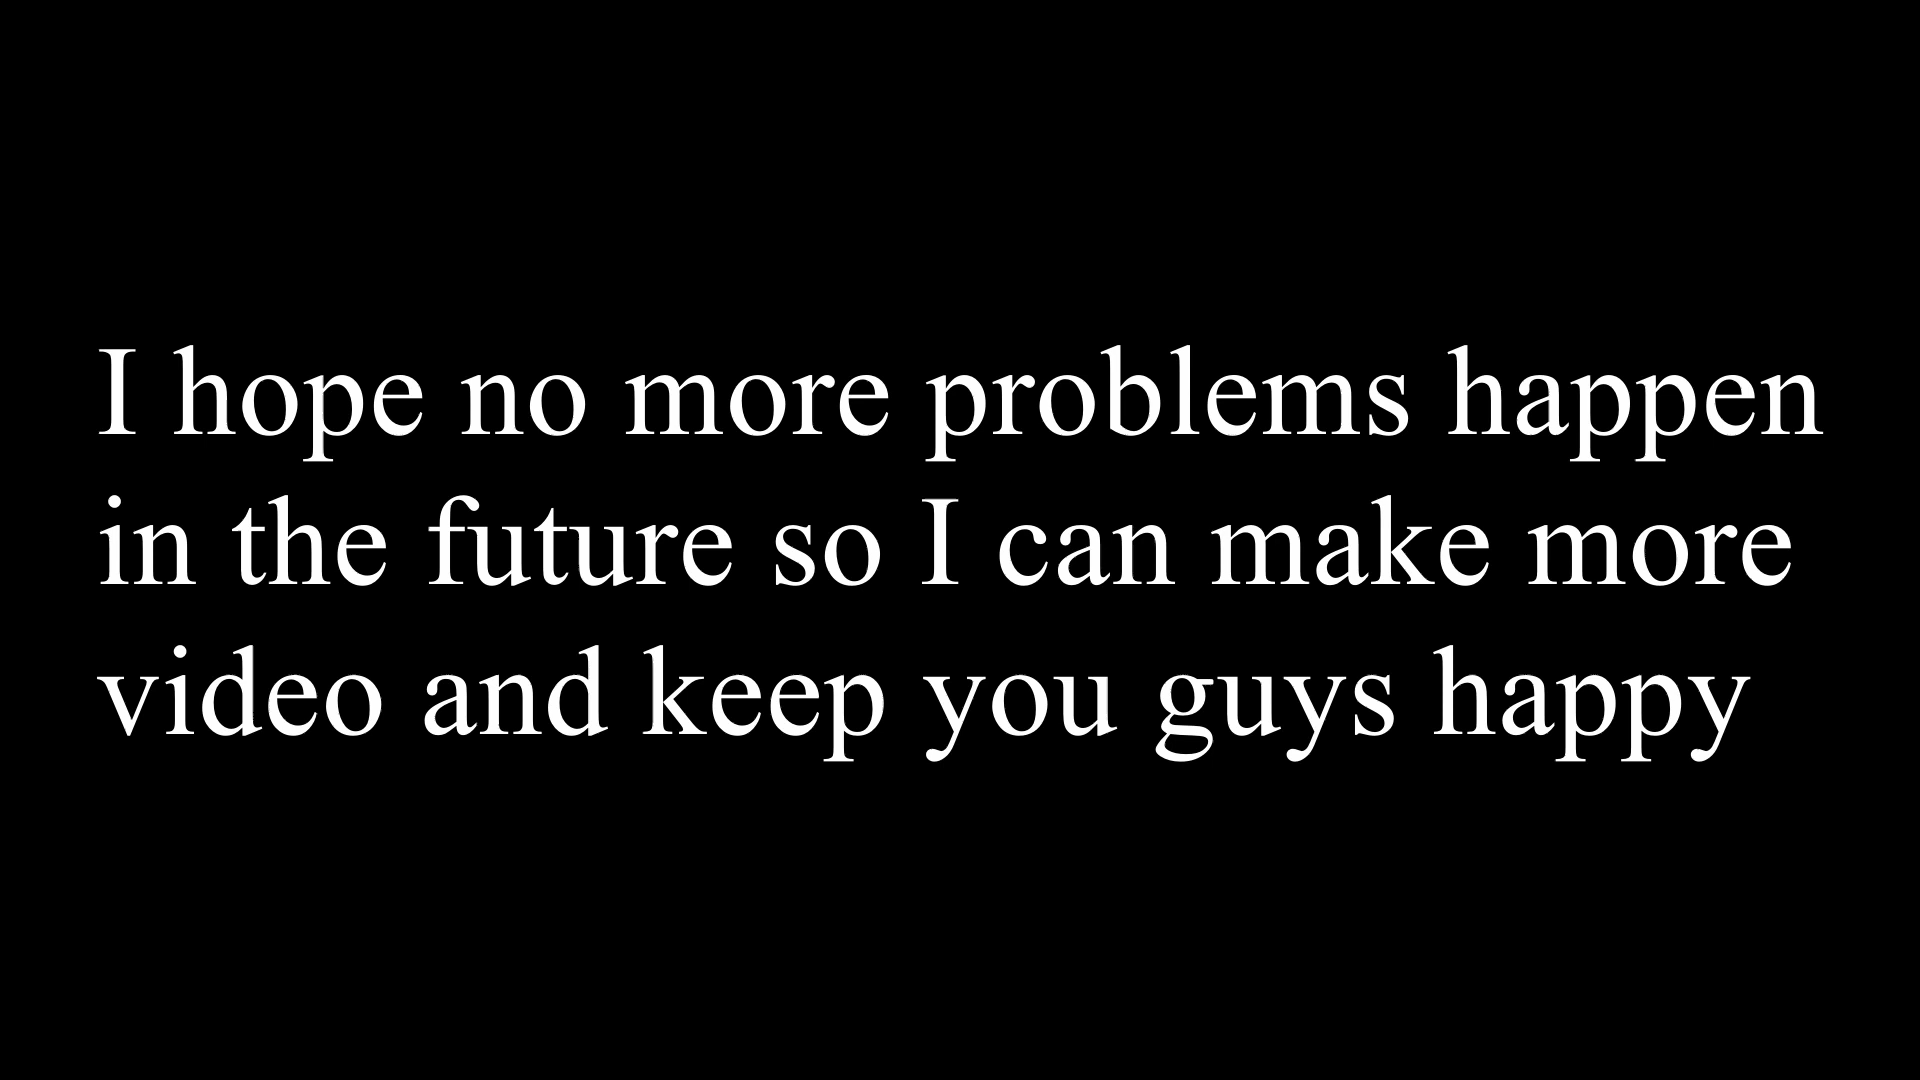 I hope no more problems happen
in the future so I can make more
video and keep you guys happy